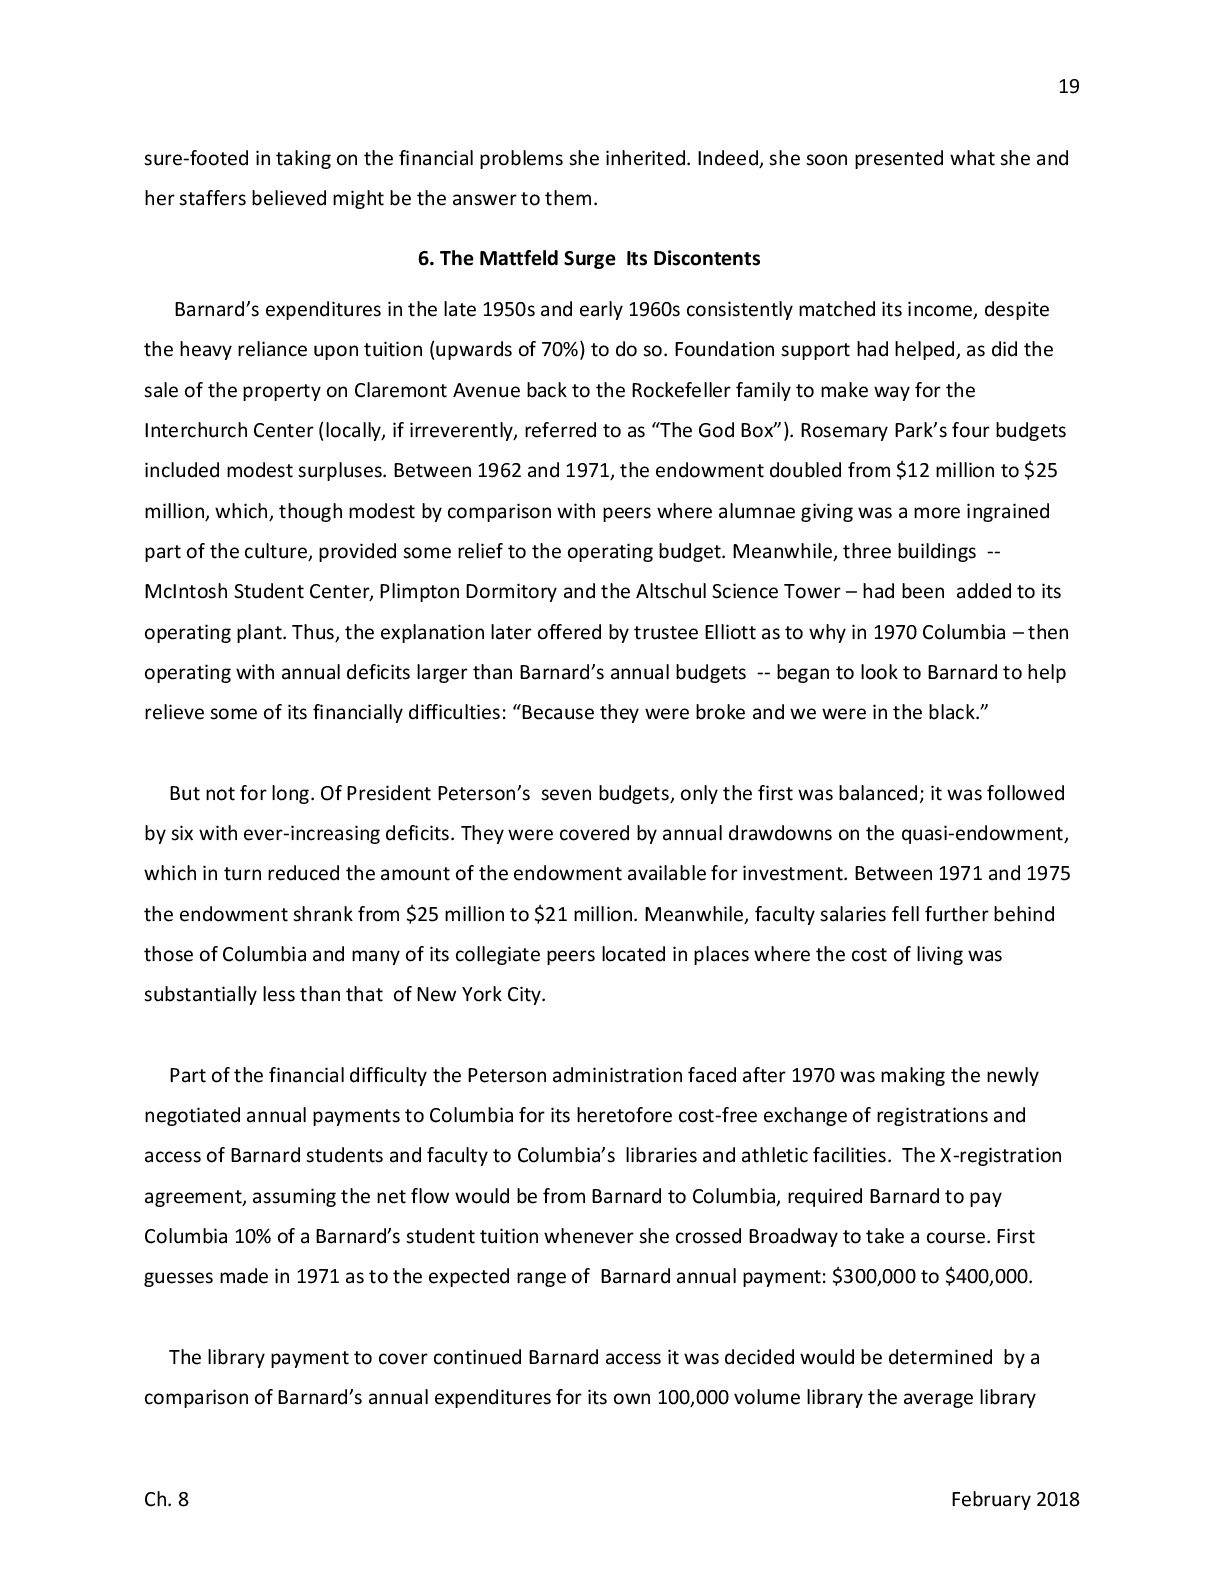 19
sure-footed in taking on the financial problems she inherited. Indeed, she soon presented what she and
her staffers believed might be the answer to them.
6. The Mattfeld Surge  Its Discontents
Barnard’s expenditures in the late 1950s and early 1960s consistently matched its income, despite
the heavy reliance upon tuition (upwards of 70%) to do so. Foundation support had helped, as did the
sale of the property on Claremont Avenue back to the Rockefeller family to make way for the
Interchurch Center (locally, if irreverently, referred to as “The God Box”). Rosemary Park’s four budgets
included modest surpluses. Between 1962 and 1971, the endowment doubled from $12 million to $25
million, which, though modest by comparison with peers where alumnae giving was a more ingrained
part of the culture, provided some relief to the operating budget. Meanwhile, three buildings  --
McIntosh Student Center, Plimpton Dormitory and the Altschul Science Tower – had been  added to its
operating plant. Thus, the explanation later offered by trustee Elliott as to why in 1970 Columbia – then
operating with annual deficits larger than Barnard’s annual budgets  -- began to look to Barnard to help
relieve some of its financially difficulties: “Because they were broke and we were in the black.”
But not for long. Of President Peterson’s  seven budgets, only the first was balanced; it was followed
by six with ever-increasing deficits. They were covered by annual drawdowns on the quasi-endowment,
which in turn reduced the amount of the endowment available for investment. Between 1971 and 1975
the endowment shrank from $25 million to $21 million. Meanwhile, faculty salaries fell further behind
those of Columbia and many of its collegiate peers located in places where the cost of living was
substantially less than that  of New York City.
Part of the financial difficulty the Peterson administration faced after 1970 was making the newly
negotiated annual payments to Columbia for its heretofore cost-free exchange of registrations and
access of Barnard students and faculty to Columbia’s  libraries and athletic facilities.  The X-registration
agreement, assuming the net flow would be from Barnard to Columbia, required Barnard to pay
Columbia 10% of a Barnard’s student tuition whenever she crossed Broadway to take a course. First
guesses made in 1971 as to the expected range of  Barnard annual payment: $300,000 to $400,000.
The library payment to cover continued Barnard access it was decided would be determined  by a
comparison of Barnard’s annual expenditures for its own 100,000 volume library the average library
Ch. 8
February 2018